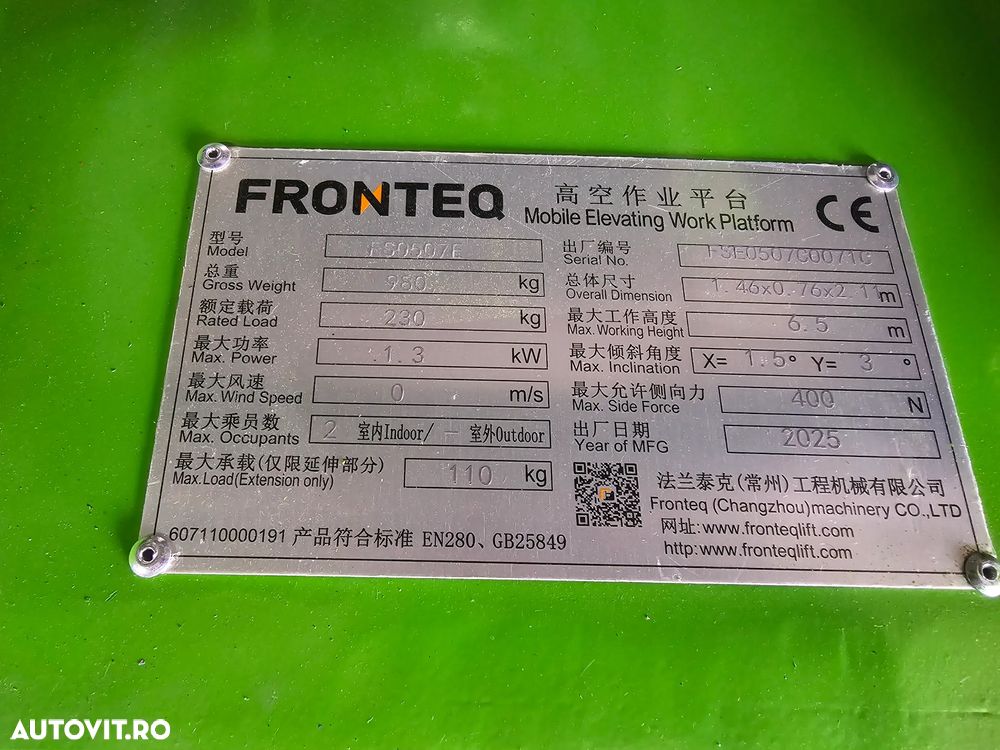 FRONTEQ
高空作业平台
Mobile Elevating Work Platform
CE
型号
Model
FS0507E
总重
Gross Weight
980 kg
额定载荷
Rated Load
230 kg
最大功率
Max. Power
1.3 kW
最大风速
Max. Wind Speed
0 m/s
最大乘员数
Max. Occupants
2 室内Indoor/ - 室外Outdoor
最大承载(仅限延伸部分)
Max.Load(Extension only)
110 kg
出厂编号
Serial No.
总体尺寸
Overall Dimension
1.46x0.76x2.11m
最大工作高度
Max. Working Height
6.5 m
最大倾斜角度
Max. Inclination
X= 1.5° Y= 3 °
最大允许侧向力
Max. Side Force
400 N
出厂日期
Year of MFG
2025
法兰泰克(常州)工程机械有限公司
Fronteq (Changzhou)machinery CO.,LTD
网址:www.fronteqlift.com
http:www.fronteqlift.com
607110000191 产品符合标准 EN280、GB25849
AUTOVIT.RO